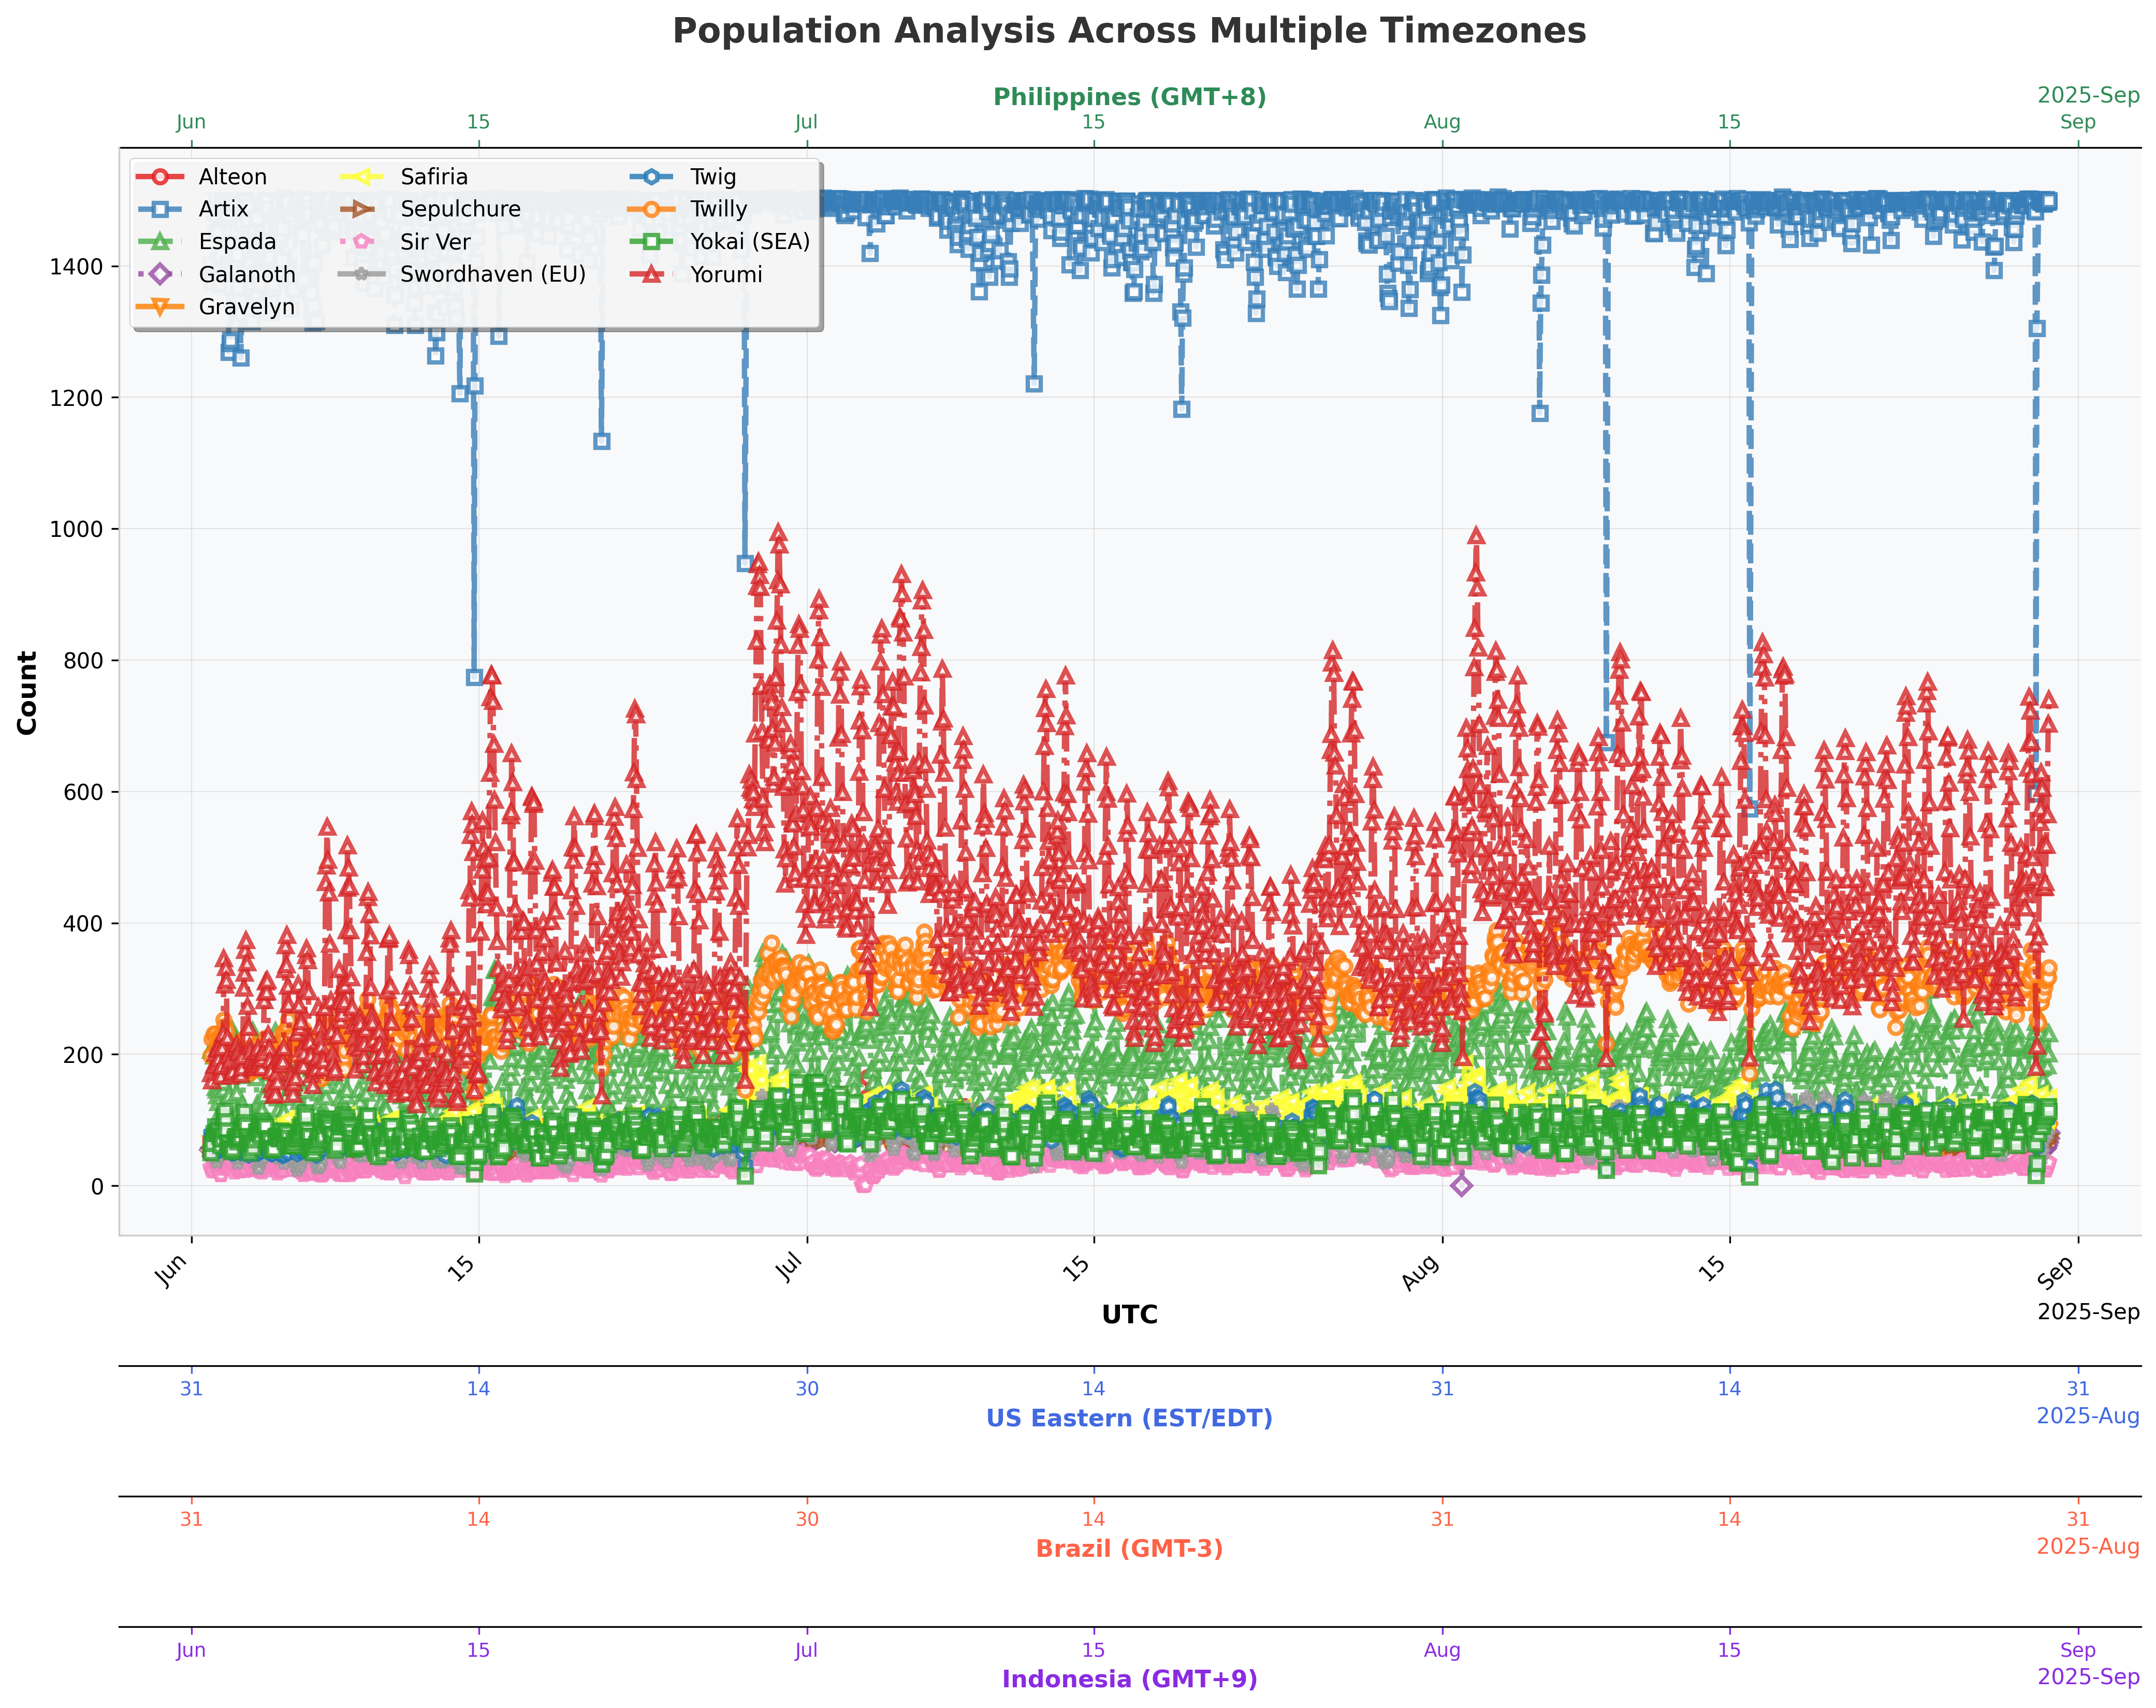 Population Analysis Across Multiple Timezones
Philippines (GMT+8)
2025-Sep
Jun 15 Jul 15 Aug 15 Sep
Alteon
Artix
Espada
Galanoth
Gravelyn
Safiria
Sepulchure
Sir Ver
Swordhaven (EU)
Twig
Twilly
Yokai (SEA)
Yorumi
Count
1400
1200
1000
800
600
400
200
0
Jun 15 Jul 15 Aug 15 Sep
UTC
2025-Sep
31 14 30 14 31 14 31
US Eastern (EST/EDT)
2025-Aug
31 14 30 14 31 14 31
Brazil (GMT-3)
2025-Aug
Jun 15 Jul 15 Aug 15 Sep
Indonesia (GMT+9)
2025-Sep